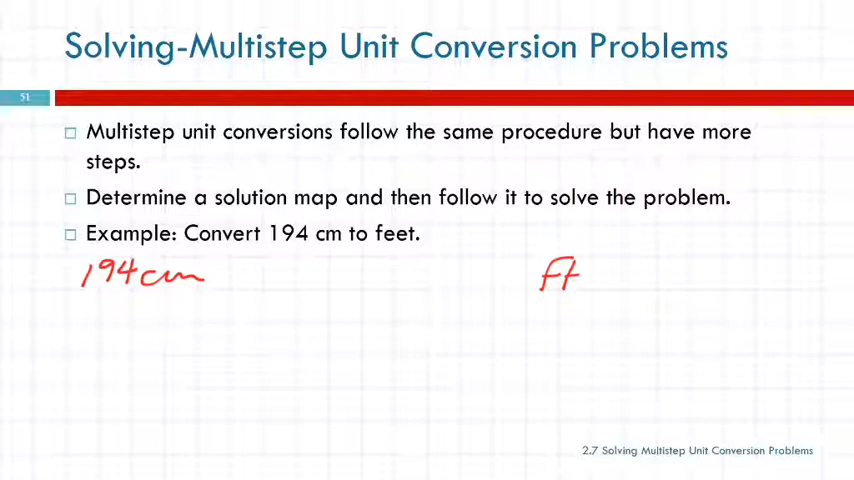 Solving-Multistep Unit Conversion Problems
51
Multistep unit conversions follow the same procedure but have more
steps.
Determine a solution map and then follow it to solve the problem.
Example: Convert 194 cm to feet.
194cm ft
2.7 Solving Multistep Unit Conversion Problems